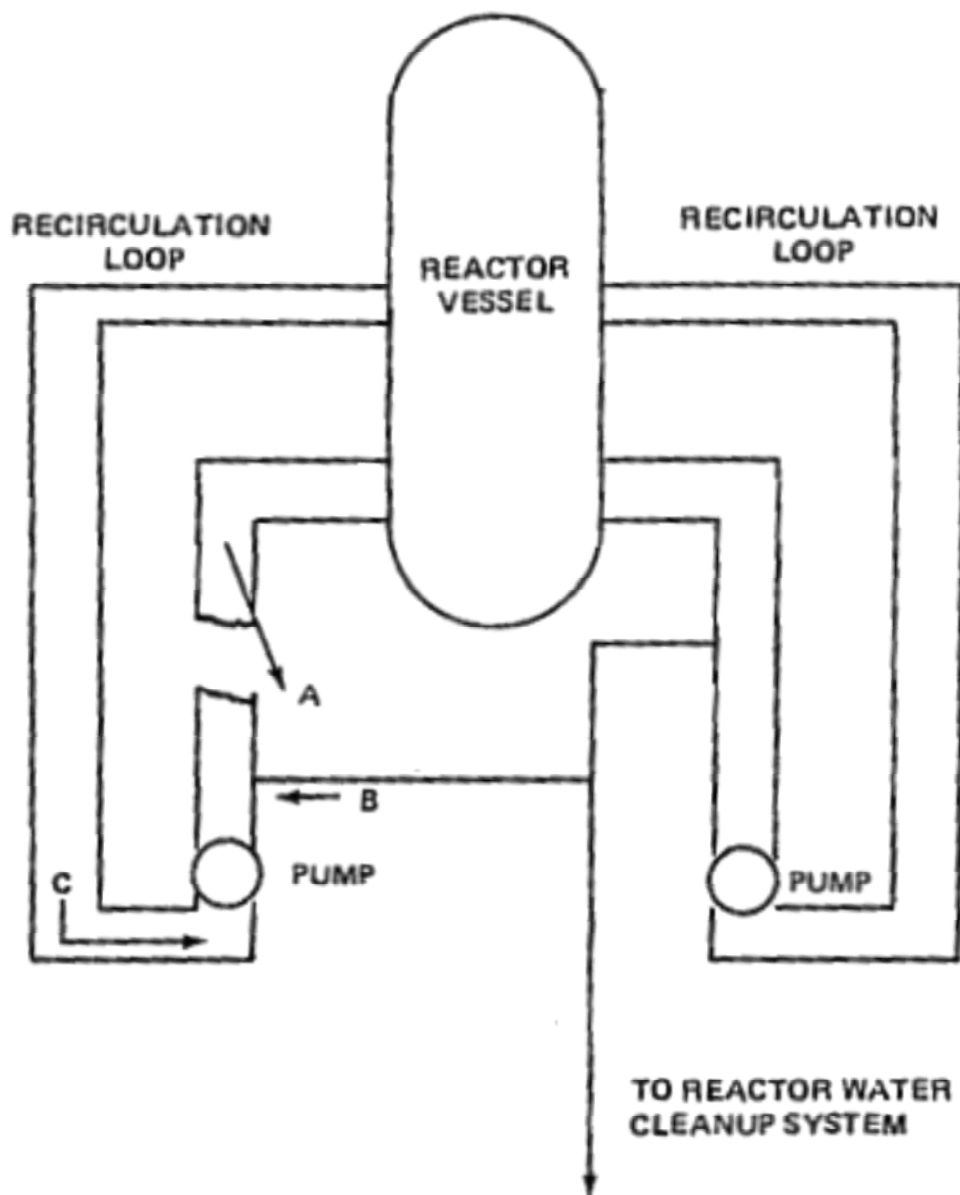 RECIRCULATION
LOOP
RECIRCULATION
LOOP
REACTOR
VESSEL
A
B
C
PUMP
PUMP
TO REACTOR WATER
CLEANUP SYSTEM